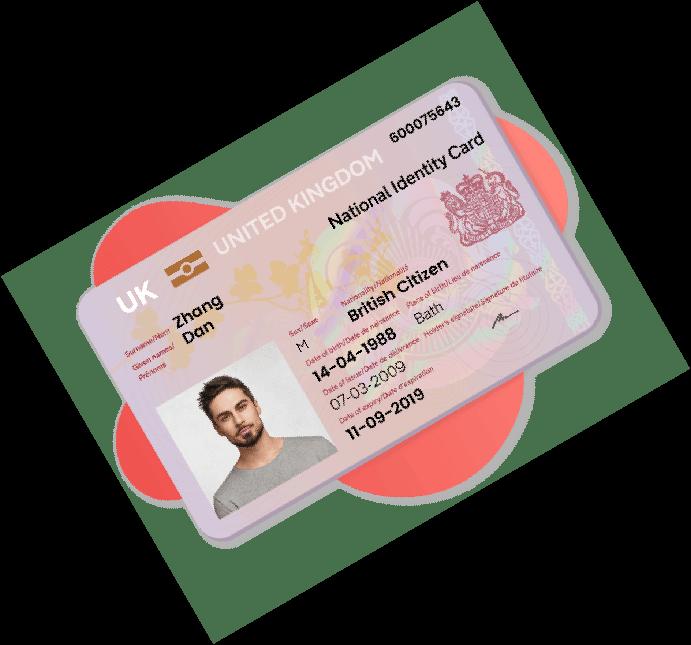 600075643
UK UNITED KINGDOM National Identity Card
Surname/Nom Zhang
Given names/ Dan
Prénoms
Sex/Sexe Nationality/Nationalité
M British Citizen
Date of birth/Date de naissance Place of birth/Lieu de naissance
14-04-1988 Bath
Date of issue/Date de délivrance Holder's signature/Signature du titulaire
07-03-2009
Date of expiry/Date d'expiration
11-09-2019